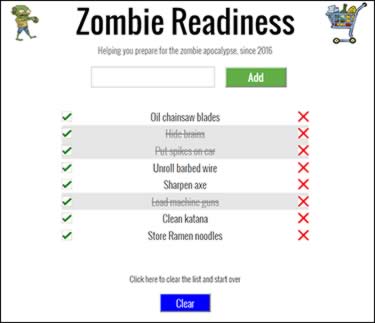 Zombie Readiness
Helping you prepare for the zombie apocalypse, since 2016
Add
Oil chainsaw blades
Hide brains
Put spikes on car
Unroll barbed wire
Sharpen axe
Load machine guns
Clean katana
Store Ramen noodles
Click here to clear the list and start over
Clear